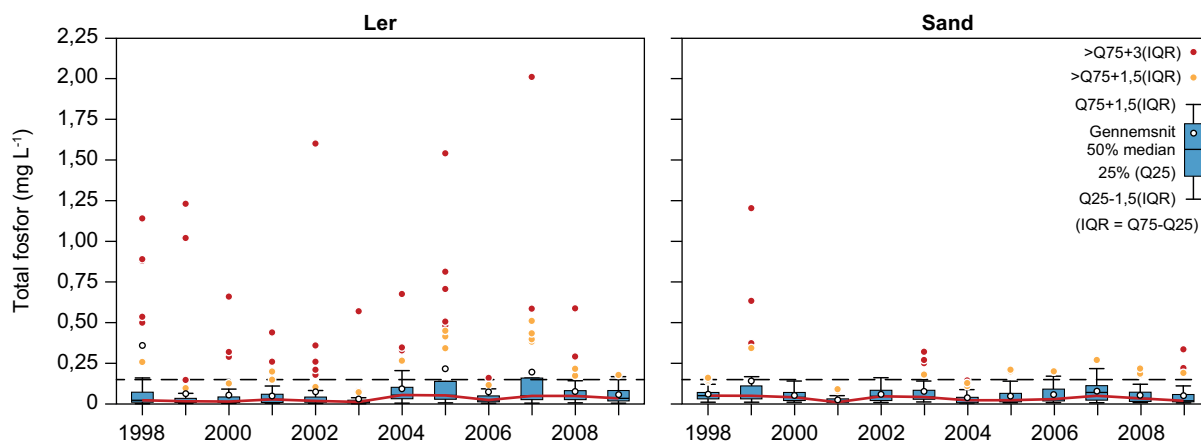 Ler
Sand
Total fosfor (mg L-1)
2,25
2,00
1,75
1,50
1,25
1,00
0,75
0,50
0,25
0
1998 2000 2002 2004 2006 2008
1998 2000 2002 2004 2006 2008
>Q75+3(IQR)
>Q75+1,5(IQR)
Q75+1,5(IQR)
Gennemsnit
50% median
25% (Q25)
Q25-1,5(IQR)
(IQR = Q75-Q25)